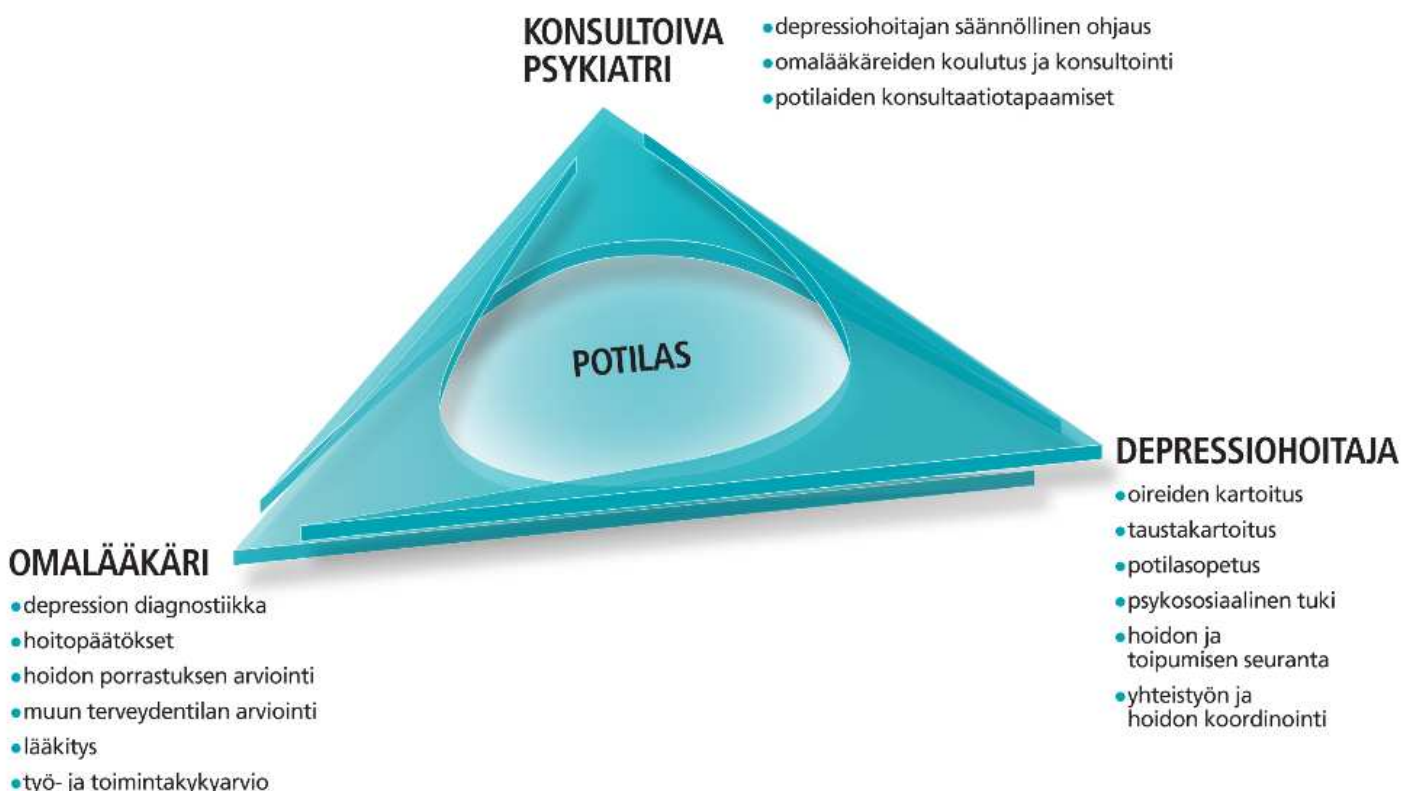 KONSULTOIVA
PSYKIATRI
•depressiohoitajan säännöllinen ohjaus
•omalääkäreiden koulutus ja konsultointi
•potilaiden konsultaatiotapaamiset
POTILAS
DEPRESSIOHOITAJA
•oireiden kartoitus
•taustakartoitus
•potilasopetus
•psykososiaalinen tuki
•hoidon ja
toipumisen seuranta
•yhteistyön ja
hoidon koordinointi
OMALÄÄKÄRI
•depression diagnostiikka
•hoitopäätökset
•hoidon porrastuksen arviointi
•muun terveydentilan arviointi
•lääkitys
•työ- ja toimintakykyarvio